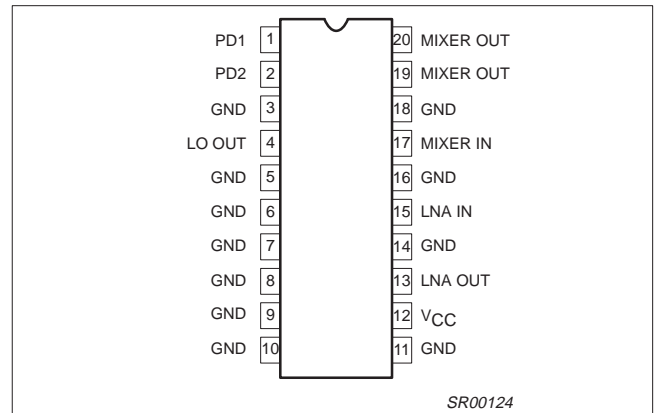 PD1 1 20 MIXER OUT
PD2 2 19 MIXER OUT
GND 3 18 GND
LO OUT 4 17 MIXER IN
GND 5 16 GND
GND 6 15 LNA IN
GND 7 14 GND
GND 8 13 LNA OUT
GND 9 12 VCC
GND 10 11 GND
SR00124